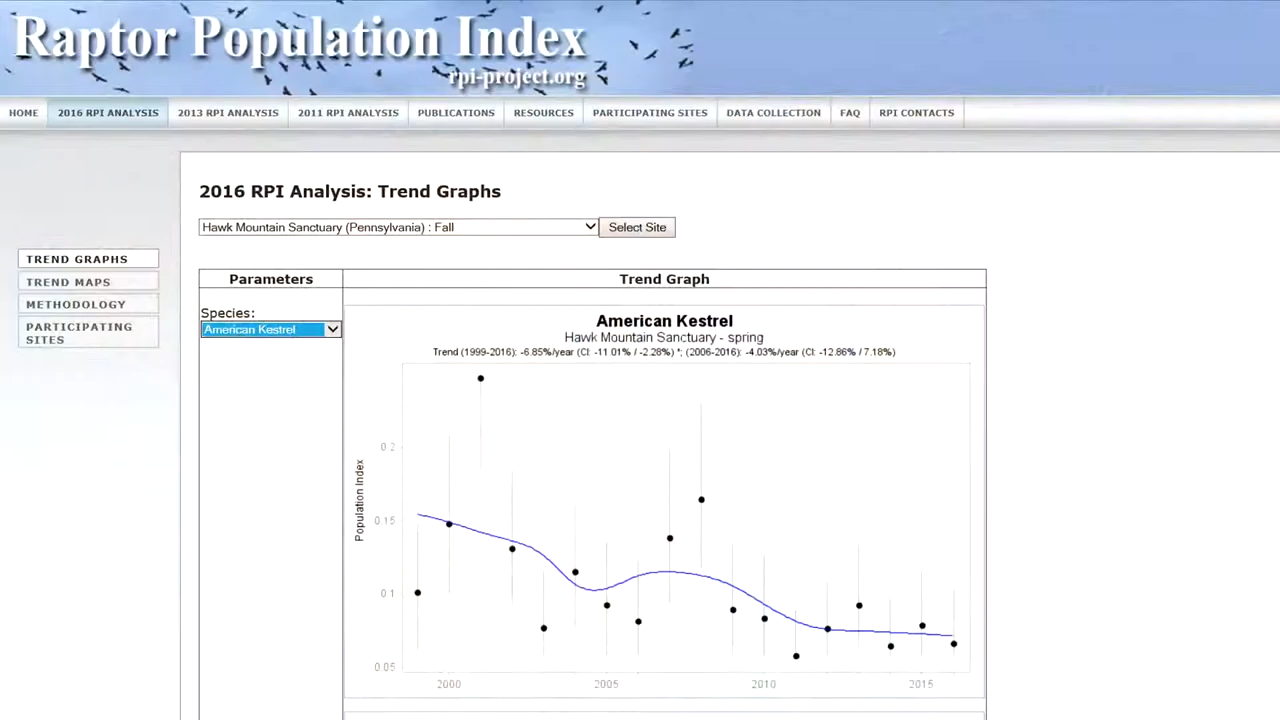 Raptor Population Index
rpi-project.org
HOME 2016 RPI ANALYSIS 2013 RPI ANALYSIS 2011 RPI ANALYSIS PUBLICATIONS RESOURCES PARTICIPATING SITES DATA COLLECTION FAQ RPI CONTACTS
2016 RPI Analysis: Trend Graphs
Hawk Mountain Sanctuary (Pennsylvania) : Fall Select Site
TREND GRAPHS
TREND MAPS
METHODOLOGY
PARTICIPATING
SITES
Parameters Trend Graph
Species:
American Kestrel
American Kestrel
Hawk Mountain Sanctuary - spring
Trend (1999-2016): -6.85%/year (CI: -11.01% / -2.28%) *; (2006-2016): -4.03%/year (CI: -12.86% / 7.18%)
Population Index
0.2
0.15
0.1
0.05
2000 2005 2010 2015